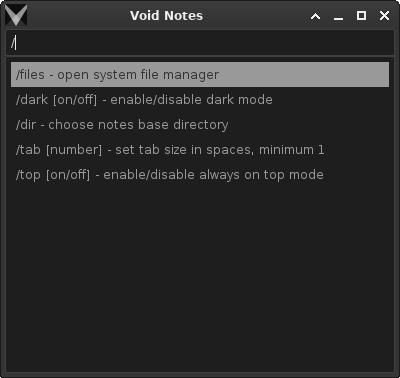 Void Notes
/
/files - open system file manager
/dark [on/off] - enable/disable dark mode
/dir - choose notes base directory
/tab [number] - set tab size in spaces, minimum 1
/top [on/off] - enable/disable always on top mode